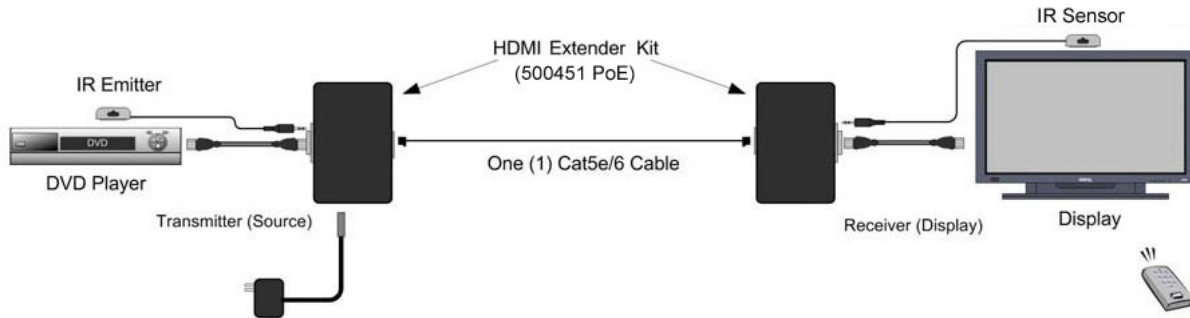 IR Sensor
HDMI Extender Kit
(500451 PoE)
IR Emitter
DVD
One (1) Cat5e/6 Cable
DVD Player
Transmitter (Source)
Receiver (Display)
Display